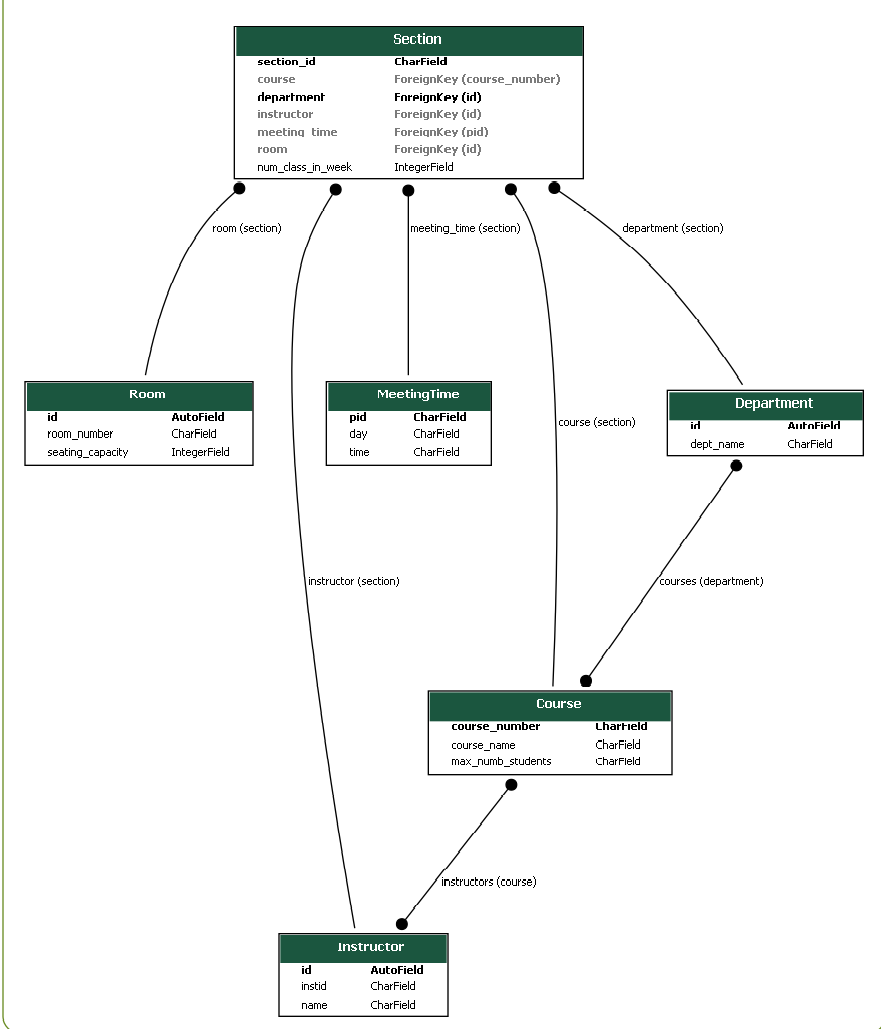 Section
section_id CharField
course ForeignKey (course_number)
department ForeignKey (id)
instructor ForeignKey (id)
meeting_time ForeignKey (pid)
room ForeignKey (id)
num_class_in_week IntegerField
room (section)
meeting_time (section)
department (section)
Room
id AutoField
room_number CharField
seating_capacity IntegerField
MeetingTime
pid CharField
day CharField
time CharField
Department
id AutoField
dept_name CharField
course (section)
instructor (section)
courses (department)
Course
course_number CharField
course_name CharField
max_numb_students CharField
instructors (course)
Instructor
id AutoField
instid CharField
name CharField